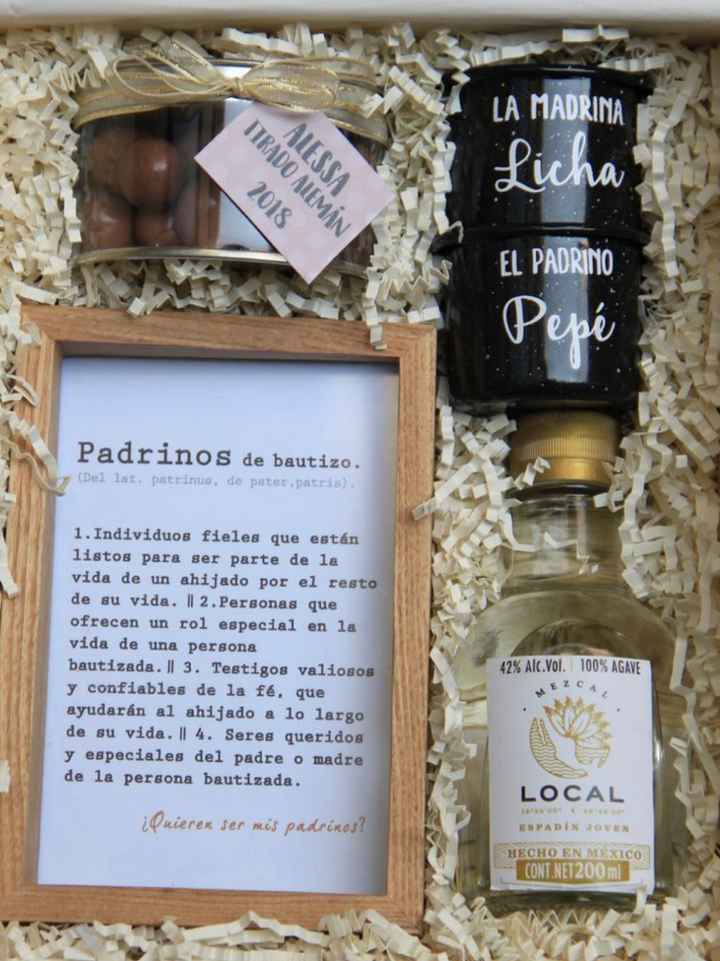 ALESSA
TIRADO ALEMÁN
2018
LA MADRINA
Licha
EL PADRINO
Pepé
Padrinos de bautizo.
(Del lat. patrinus, de pater.patris).
1.Individuos fieles que están
listos para ser parte de la
vida de un ahijado por el resto
de su vida. || 2.Personas que
ofrecen un rol especial en la
vida de una persona
bautizada.|| 3. Testigos valiosos
y confiables de la fé, que
ayudarán al ahijado a lo largo
de su vida.|| 4. Seres queridos
y especiales del padre o madre
de la persona bautizada.
¿Quieren ser mis padrinos?
42% Alc.Vol. | 100% AGAVE
MEZCAL
LOCAL
ESPADÍN JOVEN
HECHO EN MÉXICO
CONT.NET200ml